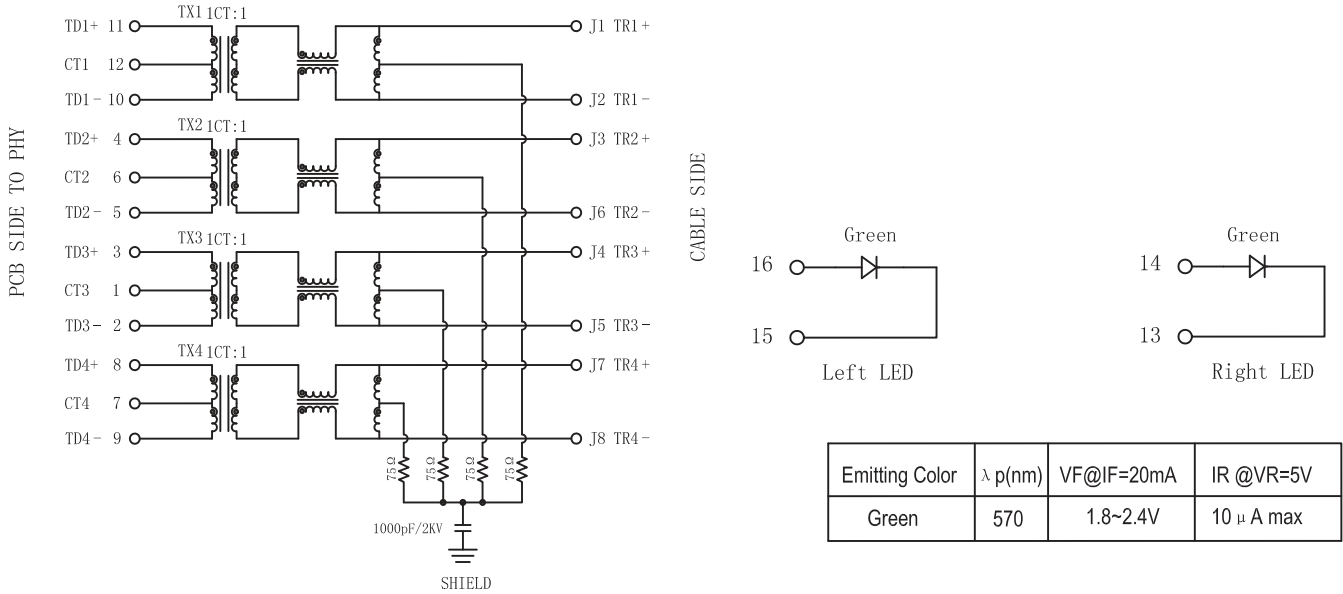 PCB SIDE TO PHY
TX1 1CT:1
TD1+ 11
CT1 12
TD1- 10
J1 TR1+
J2 TR1-
TX2 1CT:1
TD2+ 4
CT2 6
TD2- 5
J3 TR2+
J6 TR2-
TX3 1CT:1
TD3+ 3
CT3 1
TD3- 2
J4 TR3+
J5 TR3-
TX4 1CT:1
TD4+ 8
CT4 7
TD4- 9
J7 TR4+
J8 TR4-
75Ω
75Ω
75Ω
75Ω
1000pF/2KV
SHIELD
CABLE SIDE
Green
16
15
Left LED
Green
14
13
Right LED
Emitting Color λp(nm) VF@IF=20mA IR @VR=5V
Green 570 1.8~2.4V 10 μA max